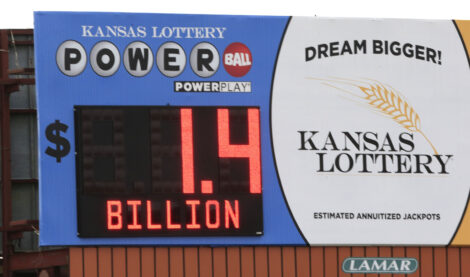 KANSAS LOTTERY
POWERBALL
POWERPLAY
$ 1.4
BILLION
DREAM BIGGER!
KANSAS
LOTTERY
ESTIMATED ANNUITIZED JACKPOTS
LAMAR